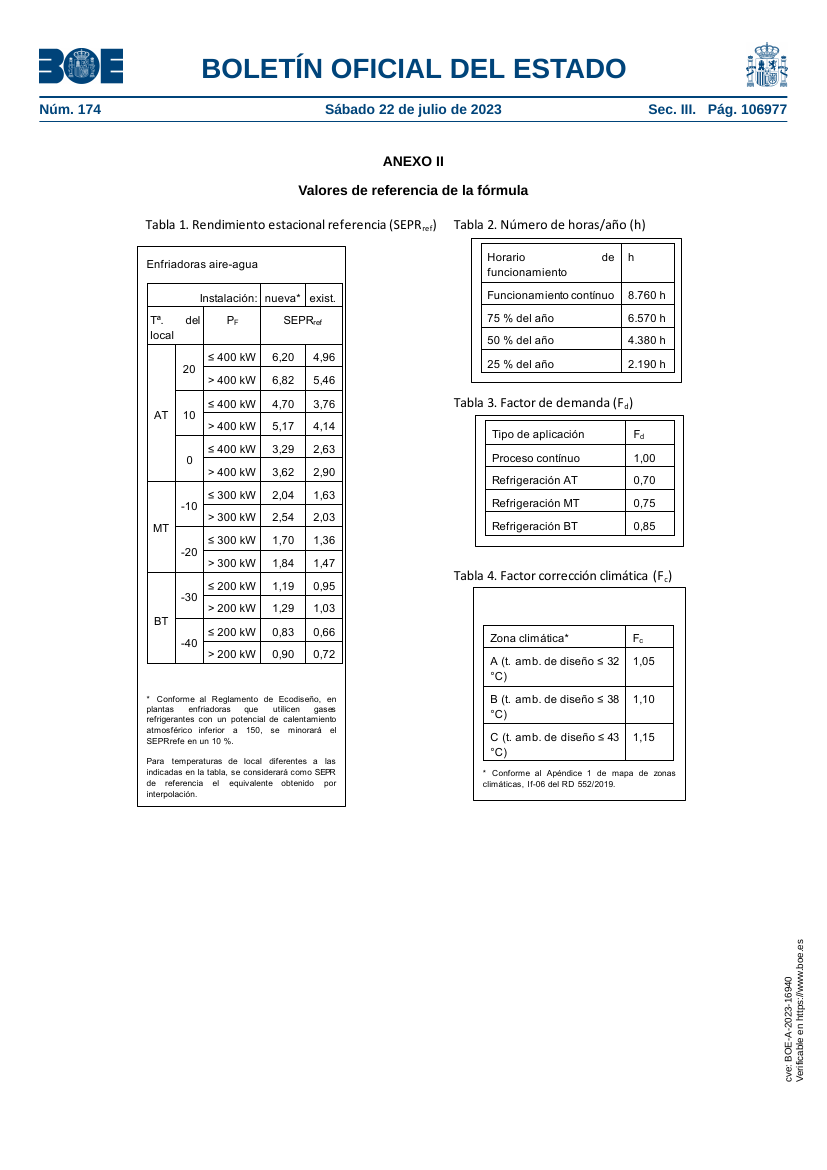 BOE
BOLETÍN OFICIAL DEL ESTADO
Núm. 174 Sábado 22 de julio de 2023 Sec. III. Pág. 106977
ANEXO II
Valores de referencia de la fórmula
Tabla 1. Rendimiento estacional referencia (SEPRref)
Enfriadoras aire-agua
Instalación: nueva* exist.
Tª. del
local
PF SEPRref
AT
20
≤ 400 kW 6,20 4,96
> 400 kW 6,82 5,46
10
≤ 400 kW 4,70 3,76
> 400 kW 5,17 4,14
0
≤ 400 kW 3,29 2,63
> 400 kW 3,62 2,90
MT
-10
≤ 300 kW 2,04 1,63
> 300 kW 2,54 2,03
-20
≤ 300 kW 1,70 1,36
> 300 kW 1,84 1,47
BT
-30
≤ 200 kW 1,19 0,95
> 200 kW 1,29 1,03
-40
≤ 200 kW 0,83 0,66
> 200 kW 0,90 0,72
* Conforme al Reglamento de Ecodiseño, en
plantas enfriadoras que utilicen gases
refrigerantes con un potencial de calentamiento
atmosférico inferior a 150, se minorará el
SEPRrefe en un 10 %.
Para temperaturas de local diferentes a las
indicadas en la tabla, se considerará como SEPR
de referencia el equivalente obtenido por
interpolación.
Tabla 2. Número de horas/año (h)
Horario de
funcionamiento
h
Funcionamiento contínuo 8.760 h
75 % del año 6.570 h
50 % del año 4.380 h
25 % del año 2.190 h
Tabla 3. Factor de demanda (Fd)
Tipo de aplicación Fd
Proceso contínuo 1,00
Refrigeración AT 0,70
Refrigeración MT 0,75
Refrigeración BT 0,85
Tabla 4. Factor corrección climática (Fc)
Zona climática* Fc
A (t. amb. de diseño ≤ 32
°C)
1,05
B (t. amb. de diseño ≤ 38
°C)
1,10
C (t. amb. de diseño ≤ 43
°C)
1,15
* Conforme al Apéndice 1 de mapa de zonas
climáticas, If-06 del RD 552/2019.
cve: BOE-A-2023-16940
Verificable en https://www.boe.es